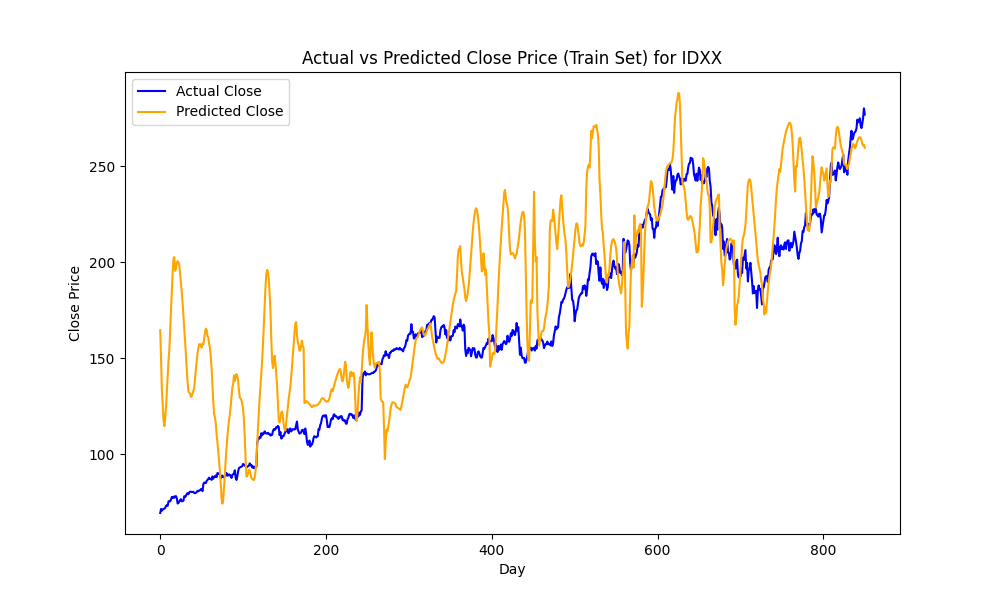 Actual vs Predicted Close Price (Train Set) for IDXX
Actual Close
Predicted Close
250
200
150
100
Close Price
0 200 400 600 800
Day